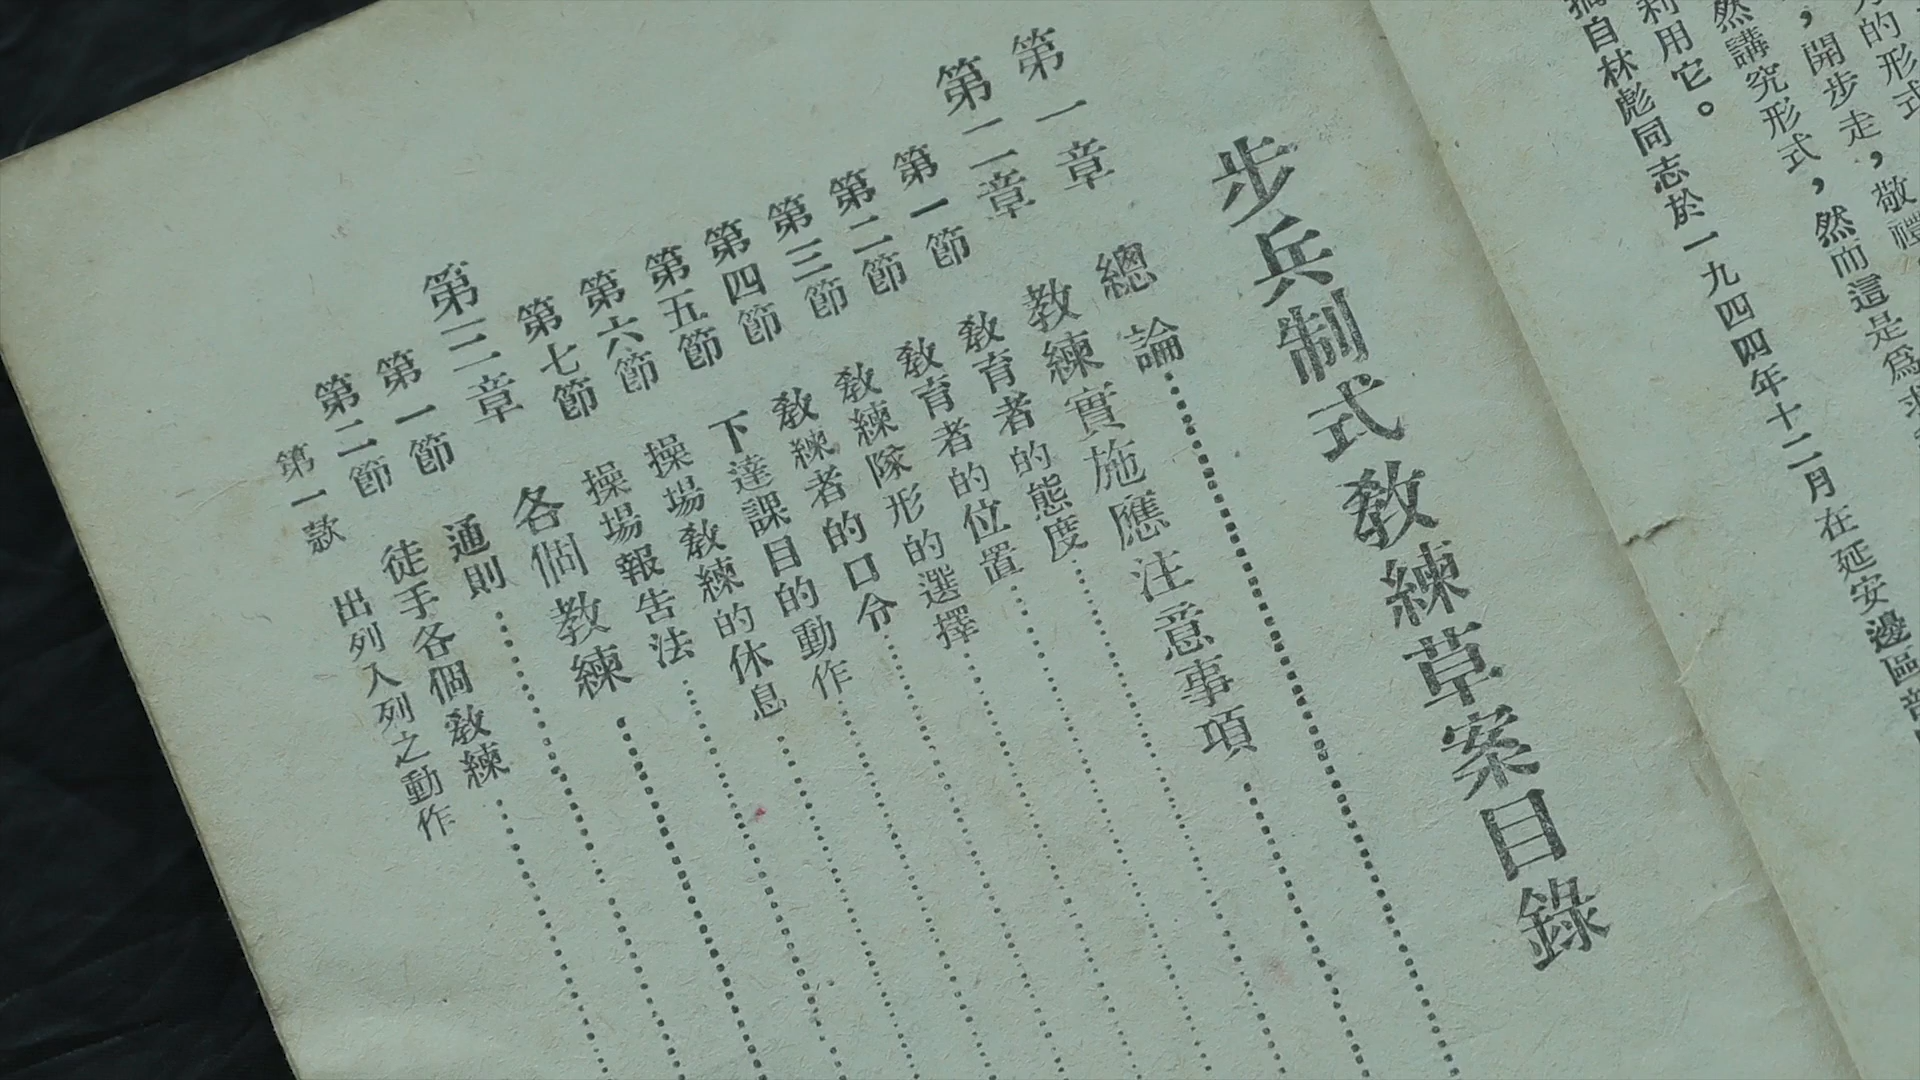 的形式
，開步走，敬禮
然講究形式，然而這是爲求
利用它。
摘自林彪同志於一九四四年十二月在延安邊區部
步兵制式教練草案目錄
第一章 總論
第二章 教練實施應注意事項
第一節 教育者的態度
第二節 教育者的位置
第三節 教練隊形的選擇
第四節 教練者的口令
第五節 下達課目的動作
第六節 操場教練的休息
第七節 操場報告法
第三章 各個教練
第一節 通則
第二節 徒手各個教練
第一款 出列入列之動作